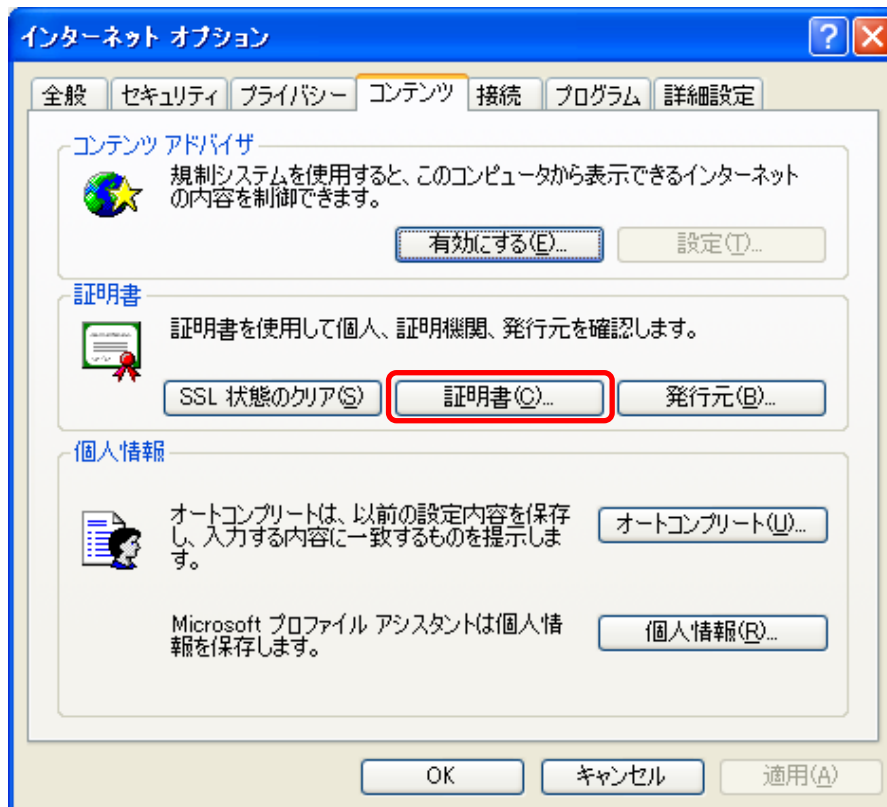 インターネット オプション
全般 セキュリティ プライバシー コンテンツ 接続 プログラム 詳細設定
コンテンツ アドバイザ
規制システムを使用すると、このコンピュータから表示できるインターネット
の内容を制御できます。
有効にする(E)... 設定(T)...
証明書
証明書を使用して個人、証明機関、発行元を確認します。
SSL 状態のクリア(S) 証明書(C)... 発行元(B)...
個人情報
オートコンプリートは、以前の設定内容を保存
し、入力する内容に一致するものを提示しま
す。
オートコンプリート(U)...
Microsoft プロファイル アシスタントは個人情
報を保存します。
個人情報(R)...
OK キャンセル 適用(A)